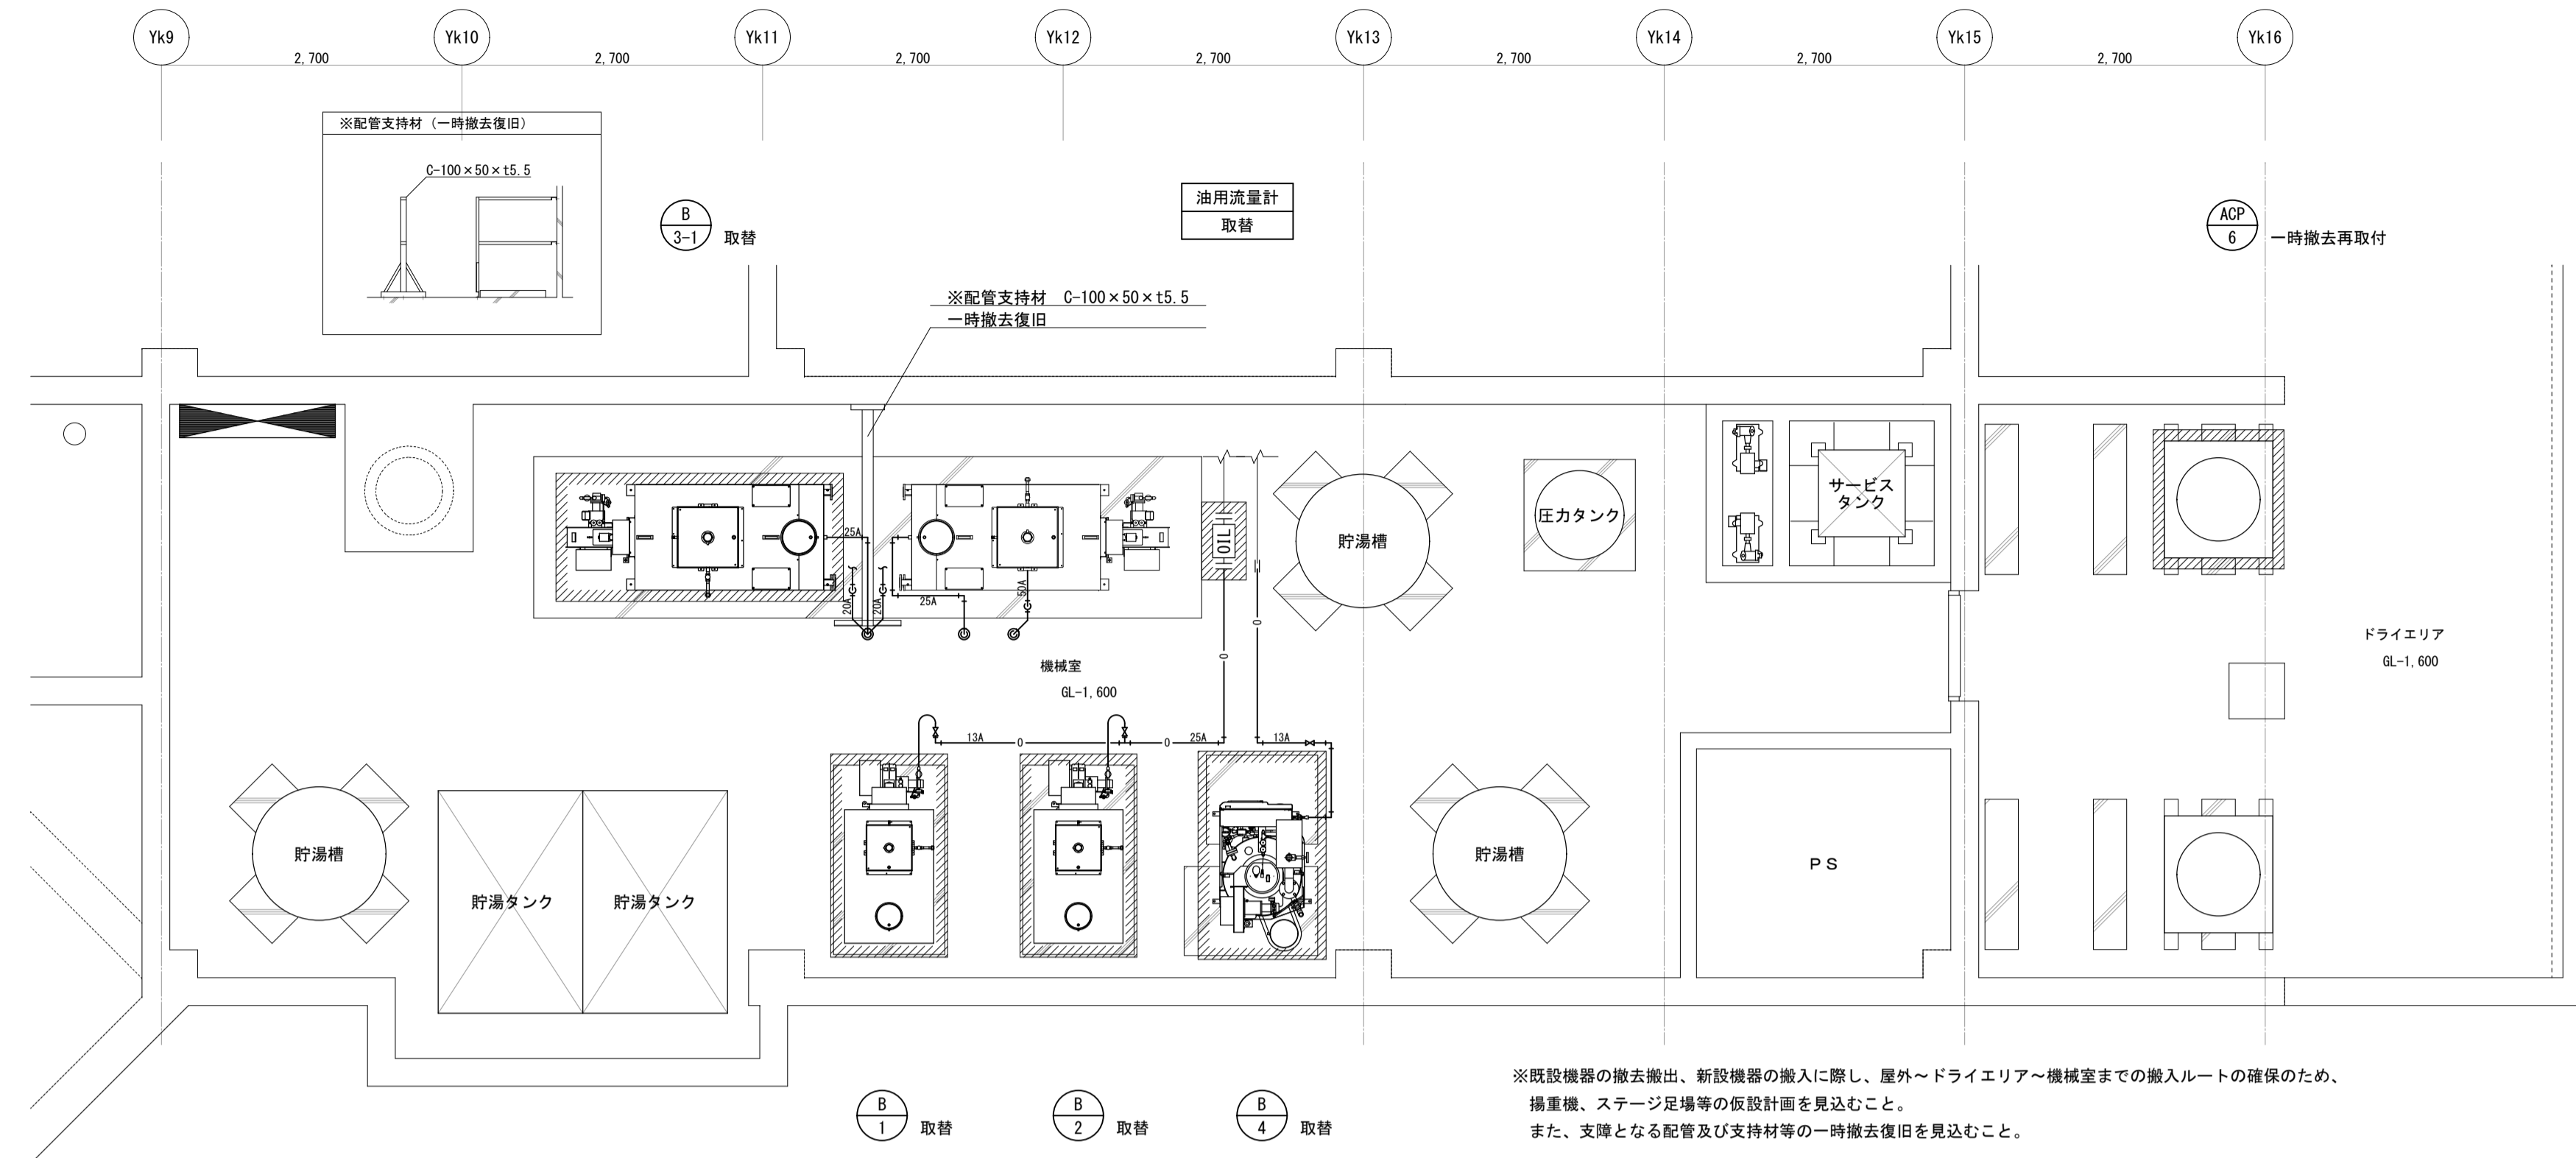 Yk9
Yk10
Yk11
Yk12
Yk13
Yk14
Yk15
Yk16
2,700
2,700
2,700
2,700
2,700
2,700
2,700
※配管支持材（一時撤去復旧）
C-100×50×t5.5
B
3-1
取替
油用流量計
取替
ACP
6
一時撤去再取付
※配管支持材 C-100×50×t5.5
一時撤去復旧
25A
20A
20A
25A
50A
OIL
貯湯槽
圧力タンク
サービス
タンク
O
O
機械室
GL-1,600
ドライエリア
GL-1,600
13A
O
O
25A
13A
貯湯槽
貯湯タンク
貯湯タンク
貯湯槽
ＰＳ
B
1
取替
B
2
取替
B
4
取替
※既設機器の撤去搬出、新設機器の搬入に際し、屋外～ドライエリア～機械室までの搬入ルートの確保のため、
揚重機、ステージ足場等の仮設計画を見込むこと。
また、支障となる配管及び支持材等の一時撤去復旧を見込むこと。